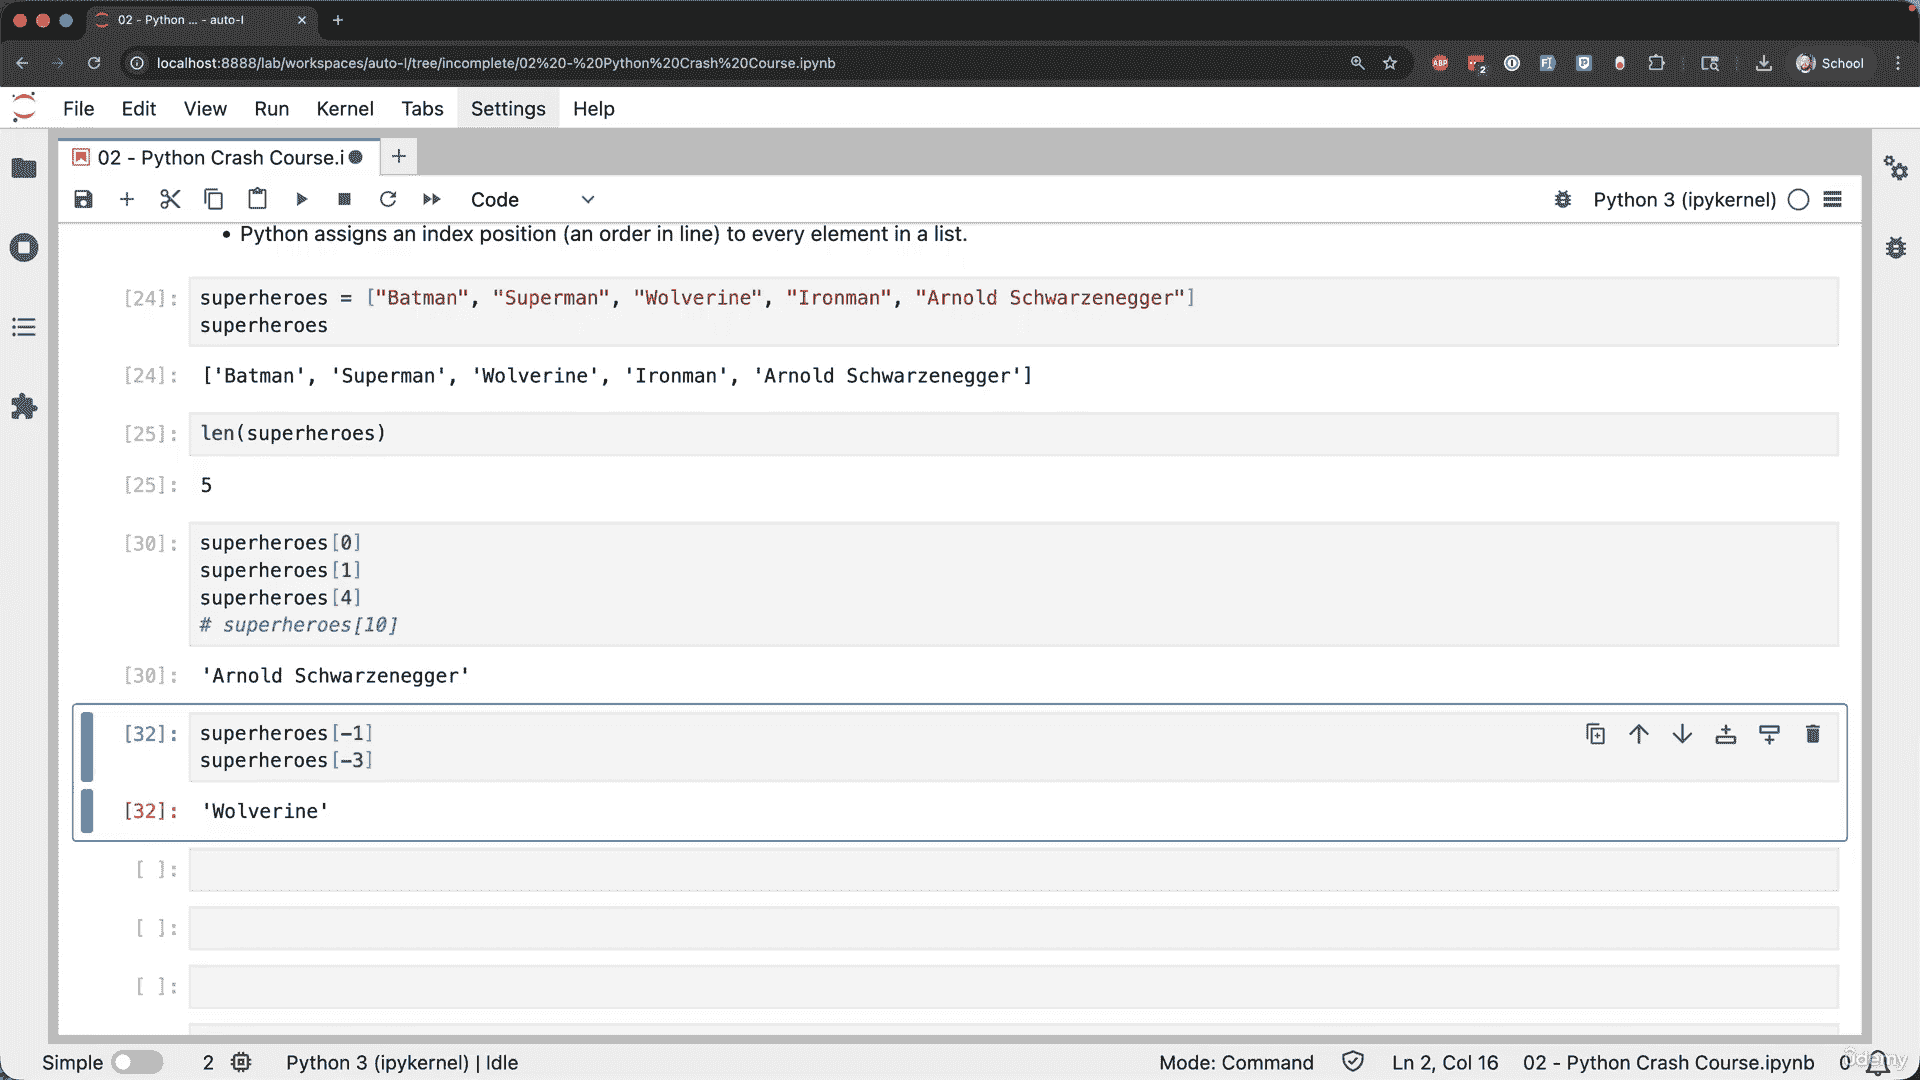 02 - Python ... - auto-l
localhost:8888/lab/workspaces/auto-l/tree/incomplete/02%20-%20Python%20Crash%20Course.ipynb
ABP
2
School
File Edit View Run Kernel Tabs Settings Help
02 - Python Crash Course.i
Code
Python 3 (ipykernel)
• Python assigns an index position (an order in line) to every element in a list.
[24]: superheroes = ["Batman", "Superman", "Wolverine", "Ironman", "Arnold Schwarzenegger"]
superheroes
[24]: ['Batman', 'Superman', 'Wolverine', 'Ironman', 'Arnold Schwarzenegger']
[25]: len(superheroes)
[25]: 5
[30]: superheroes[0]
superheroes[1]
superheroes[4]
# superheroes[10]
[30]: 'Arnold Schwarzenegger'
[32]: superheroes[-1]
superheroes[-3]
[32]: 'Wolverine'
[ ]:
[ ]:
[ ]:
Simple 2 Python 3 (ipykernel) | Idle Mode: Command Ln 2, Col 16 02 - Python Crash Course.ipynb 0
ûdemy